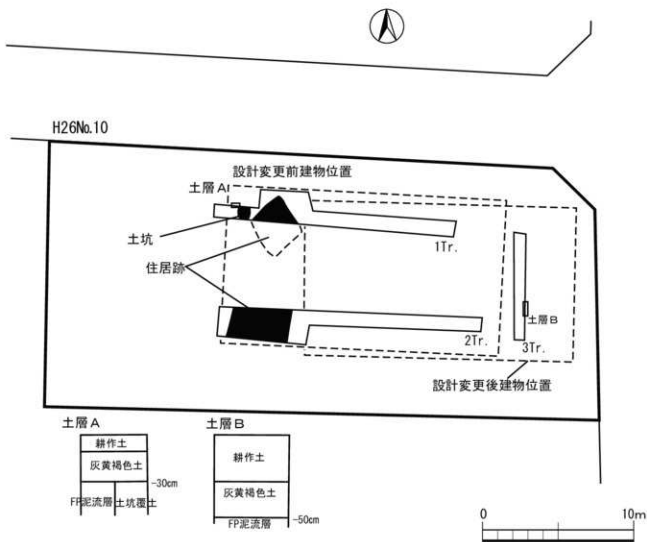 H26No.10
設計変更前建物位置
土層A
土坑
住居跡
1Tr.
土層B
2Tr.
3Tr.
設計変更後建物位置
土層A
耕作土
灰黄褐色土
-30cm
FP泥流層
土坑覆土
土層B
耕作土
灰黄褐色土
-50cm
FP泥流層
0
10m